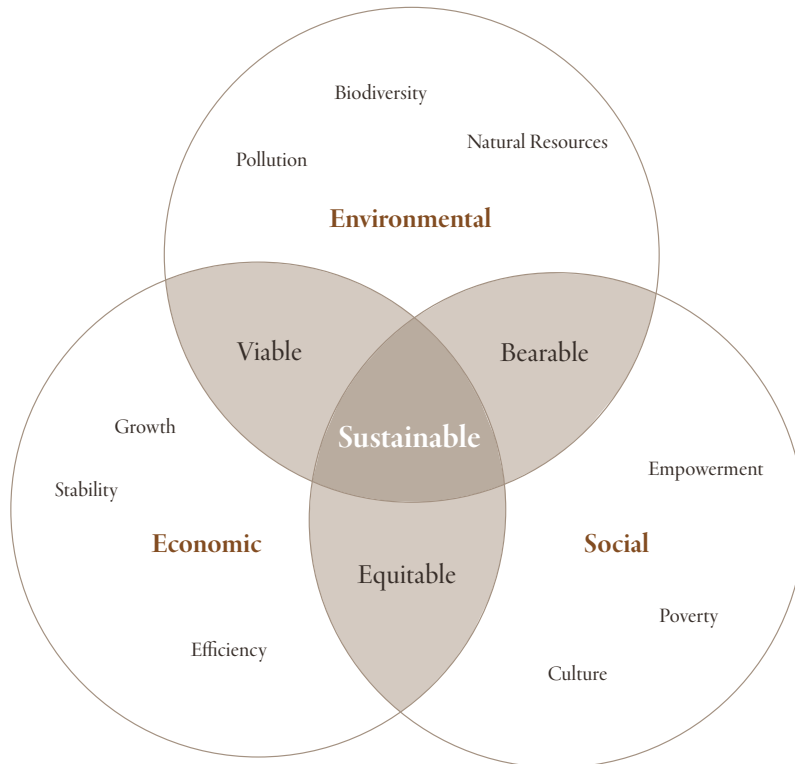 Biodiversity
Natural Resources
Pollution
Environmental
Viable
Bearable
Growth
Sustainable
Empowerment
Stability
Economic
Social
Equitable
Poverty
Efficiency
Culture